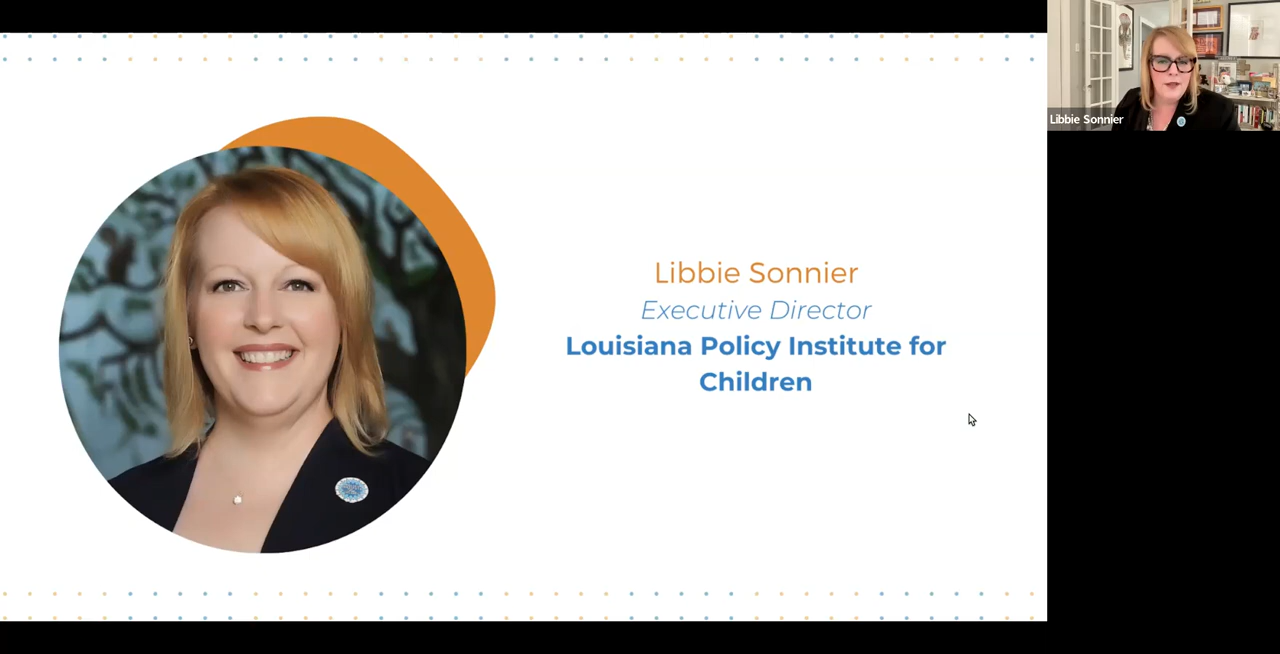 Libbie Sonnier
Libbie Sonnier
Executive Director
Louisiana Policy Institute for
Children